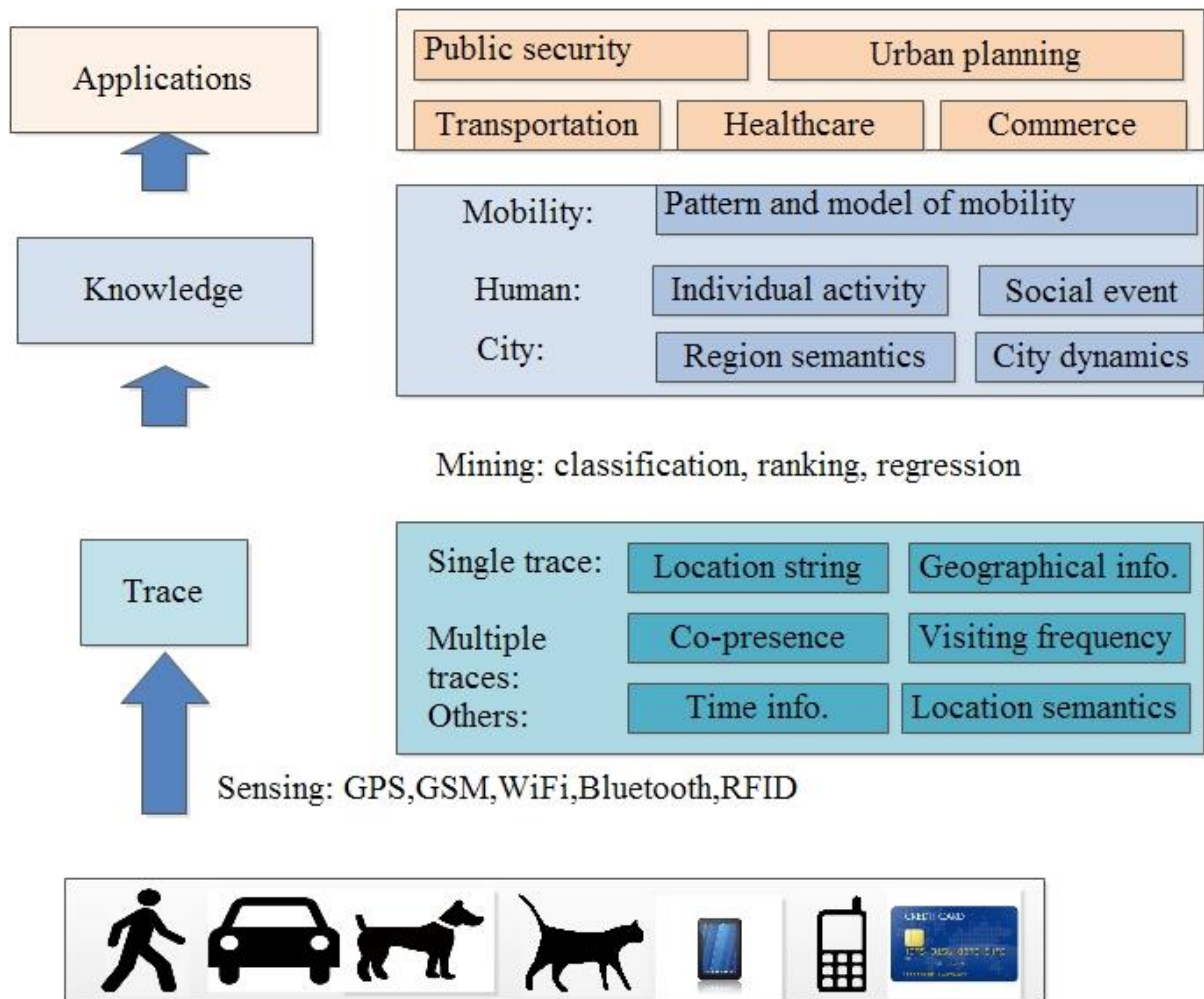 Applications
Public security
Urban planning
Transportation
Healthcare
Commerce
Knowledge
Mobility:
Pattern and model of mobility
Human:
Individual activity
Social event
City:
Region semantics
City dynamics
Mining: classification, ranking, regression
Trace
Single trace:
Location string
Geographical info.
Multiple
traces:
Co-presence
Visiting frequency
Others:
Time info.
Location semantics
Sensing: GPS,GSM,WiFi,Bluetooth,RFID
CREDIT CARD